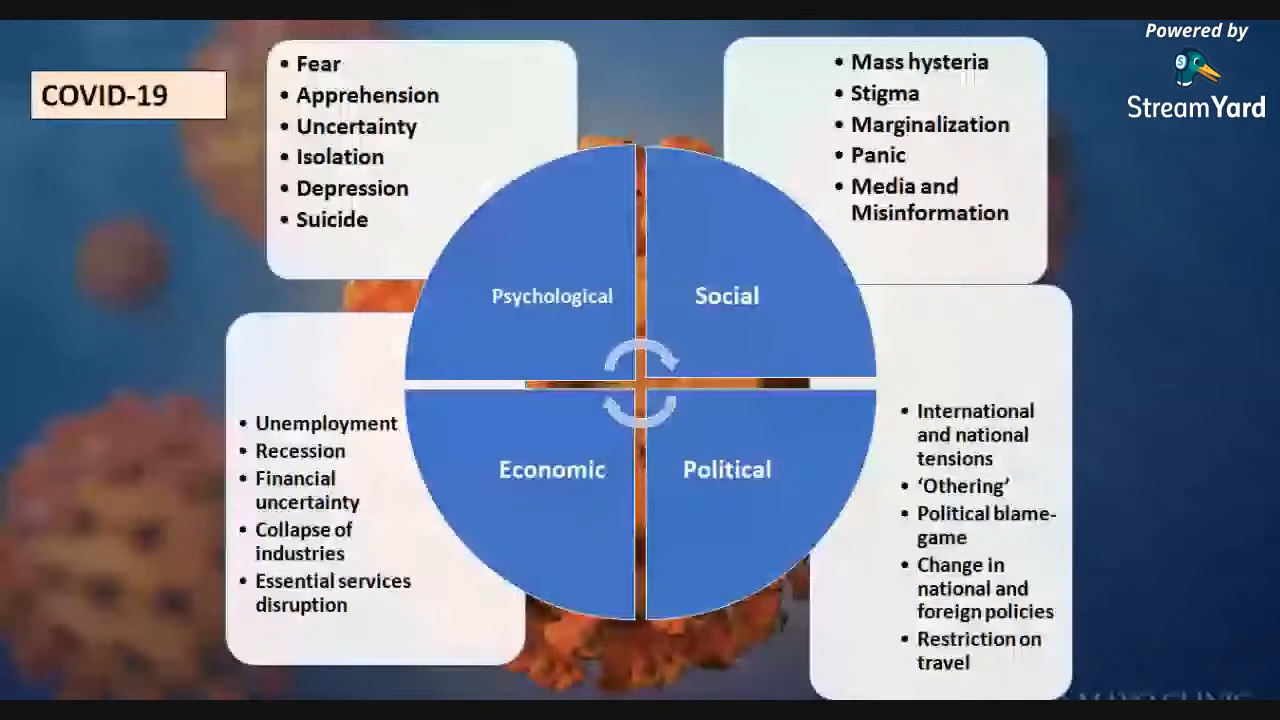 Powered by
StreamYard
COVID-19
• Fear
• Apprehension
• Uncertainty
• Isolation
• Depression
• Suicide
• Mass hysteria
• Stigma
• Marginalization
• Panic
• Media and
Misinformation
Psychological
Social
Economic
Political
• Unemployment
• Recession
• Financial
uncertainty
• Collapse of
industries
• Essential services
disruption
• International
and national
tensions
• ‘Othering’
• Political blame-
game
• Change in
national and
foreign policies
• Restriction on
travel